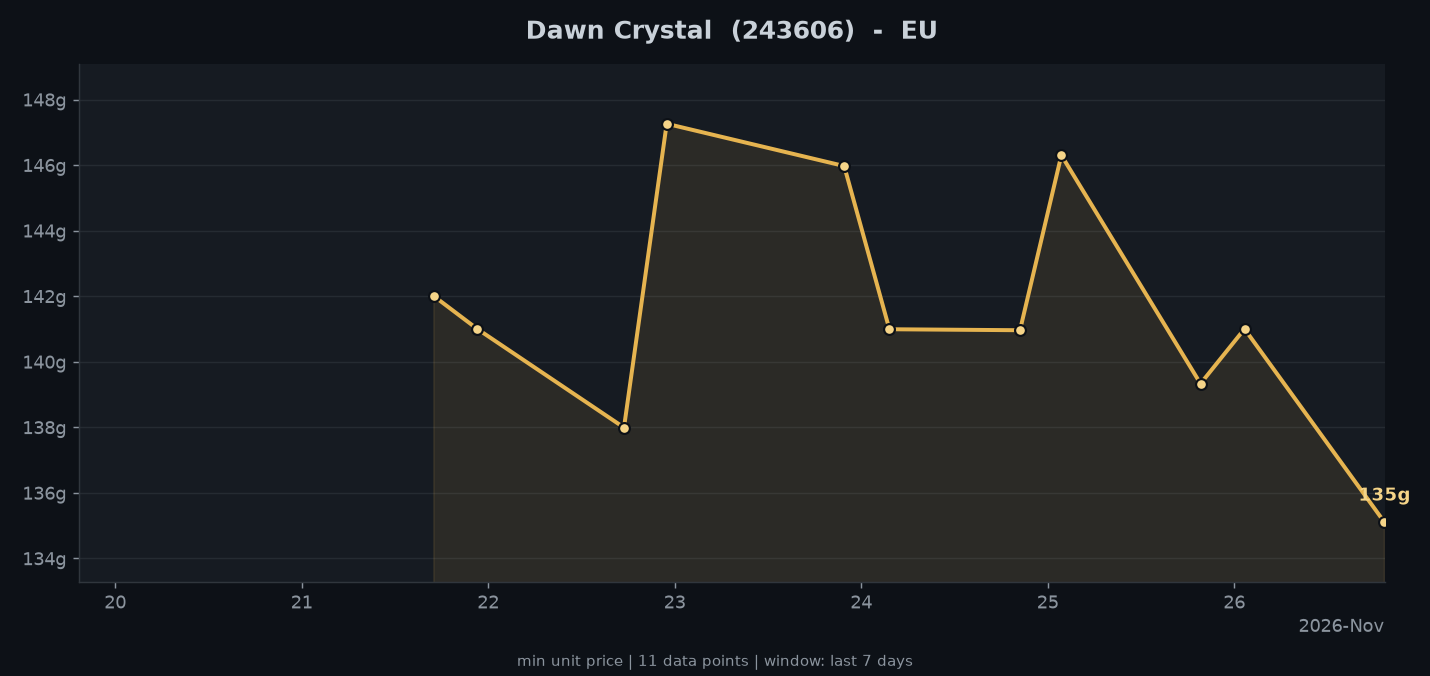 Dawn Crystal  (243606)  -  EU
148g
146g
144g
142g
140g
138g
136g
134g
135g
20 21 22 23 24 25 26
2026-Nov
min unit price | 11 data points | window: last 7 days